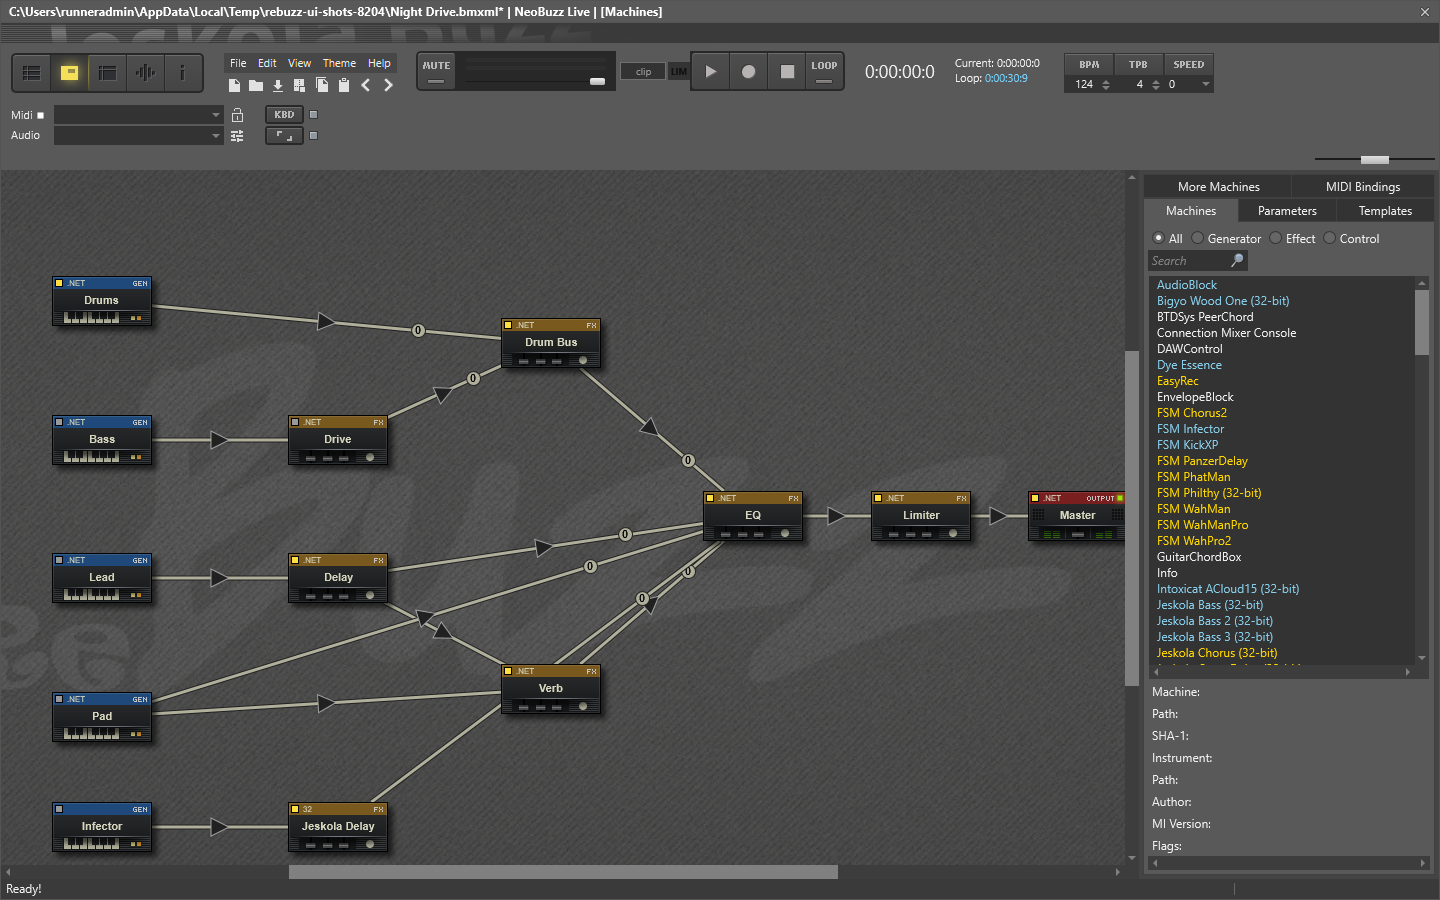 C:\Users\runneradmin\AppData\Local\Temp\rebuzz-ui-shots-8204\Night Drive.bmxml* | NeoBuzz Live | [Machines]
File Edit View Theme Help
MUTE
clip
LIM
LOOP
0:00:00:0
Current: 0:00:00:0
Loop: 0:00:30:9
BPM TPB SPEED
124 4 0
Midi
KBD
Audio
More Machines MIDI Bindings
Machines Parameters Templates
All Generator Effect Control
Search
AudioBlock
Bigyo Wood One (32-bit)
BTDSys PeerChord
Connection Mixer Console
DAWControl
Dye Essence
EasyRec
EnvelopeBlock
FSM Chorus2
FSM Infector
FSM KickXP
FSM PanzerDelay
FSM PhatMan
FSM Philthy (32-bit)
FSM WahMan
FSM WahManPro
FSM WahPro2
GuitarChordBox
Info
Intoxicat ACloud15 (32-bit)
Jeskola Bass (32-bit)
Jeskola Bass 2 (32-bit)
Jeskola Bass 3 (32-bit)
Jeskola Chorus (32-bit)
Machine:
Path:
SHA-1:
Instrument:
Path:
Author:
MI Version:
Flags:
.NET GEN
Drums
0
.NET FX
Drum Bus
0
.NET GEN
Bass
.NET FX
Drive
0
.NET FX
EQ
.NET FX
Limiter
.NET OUTPUT
Master
.NET GEN
Lead
.NET FX
Delay
0
0
0
0
.NET FX
Verb
.NET GEN
Pad
GEN
Infector
32 FX
Jeskola Delay
Ready!